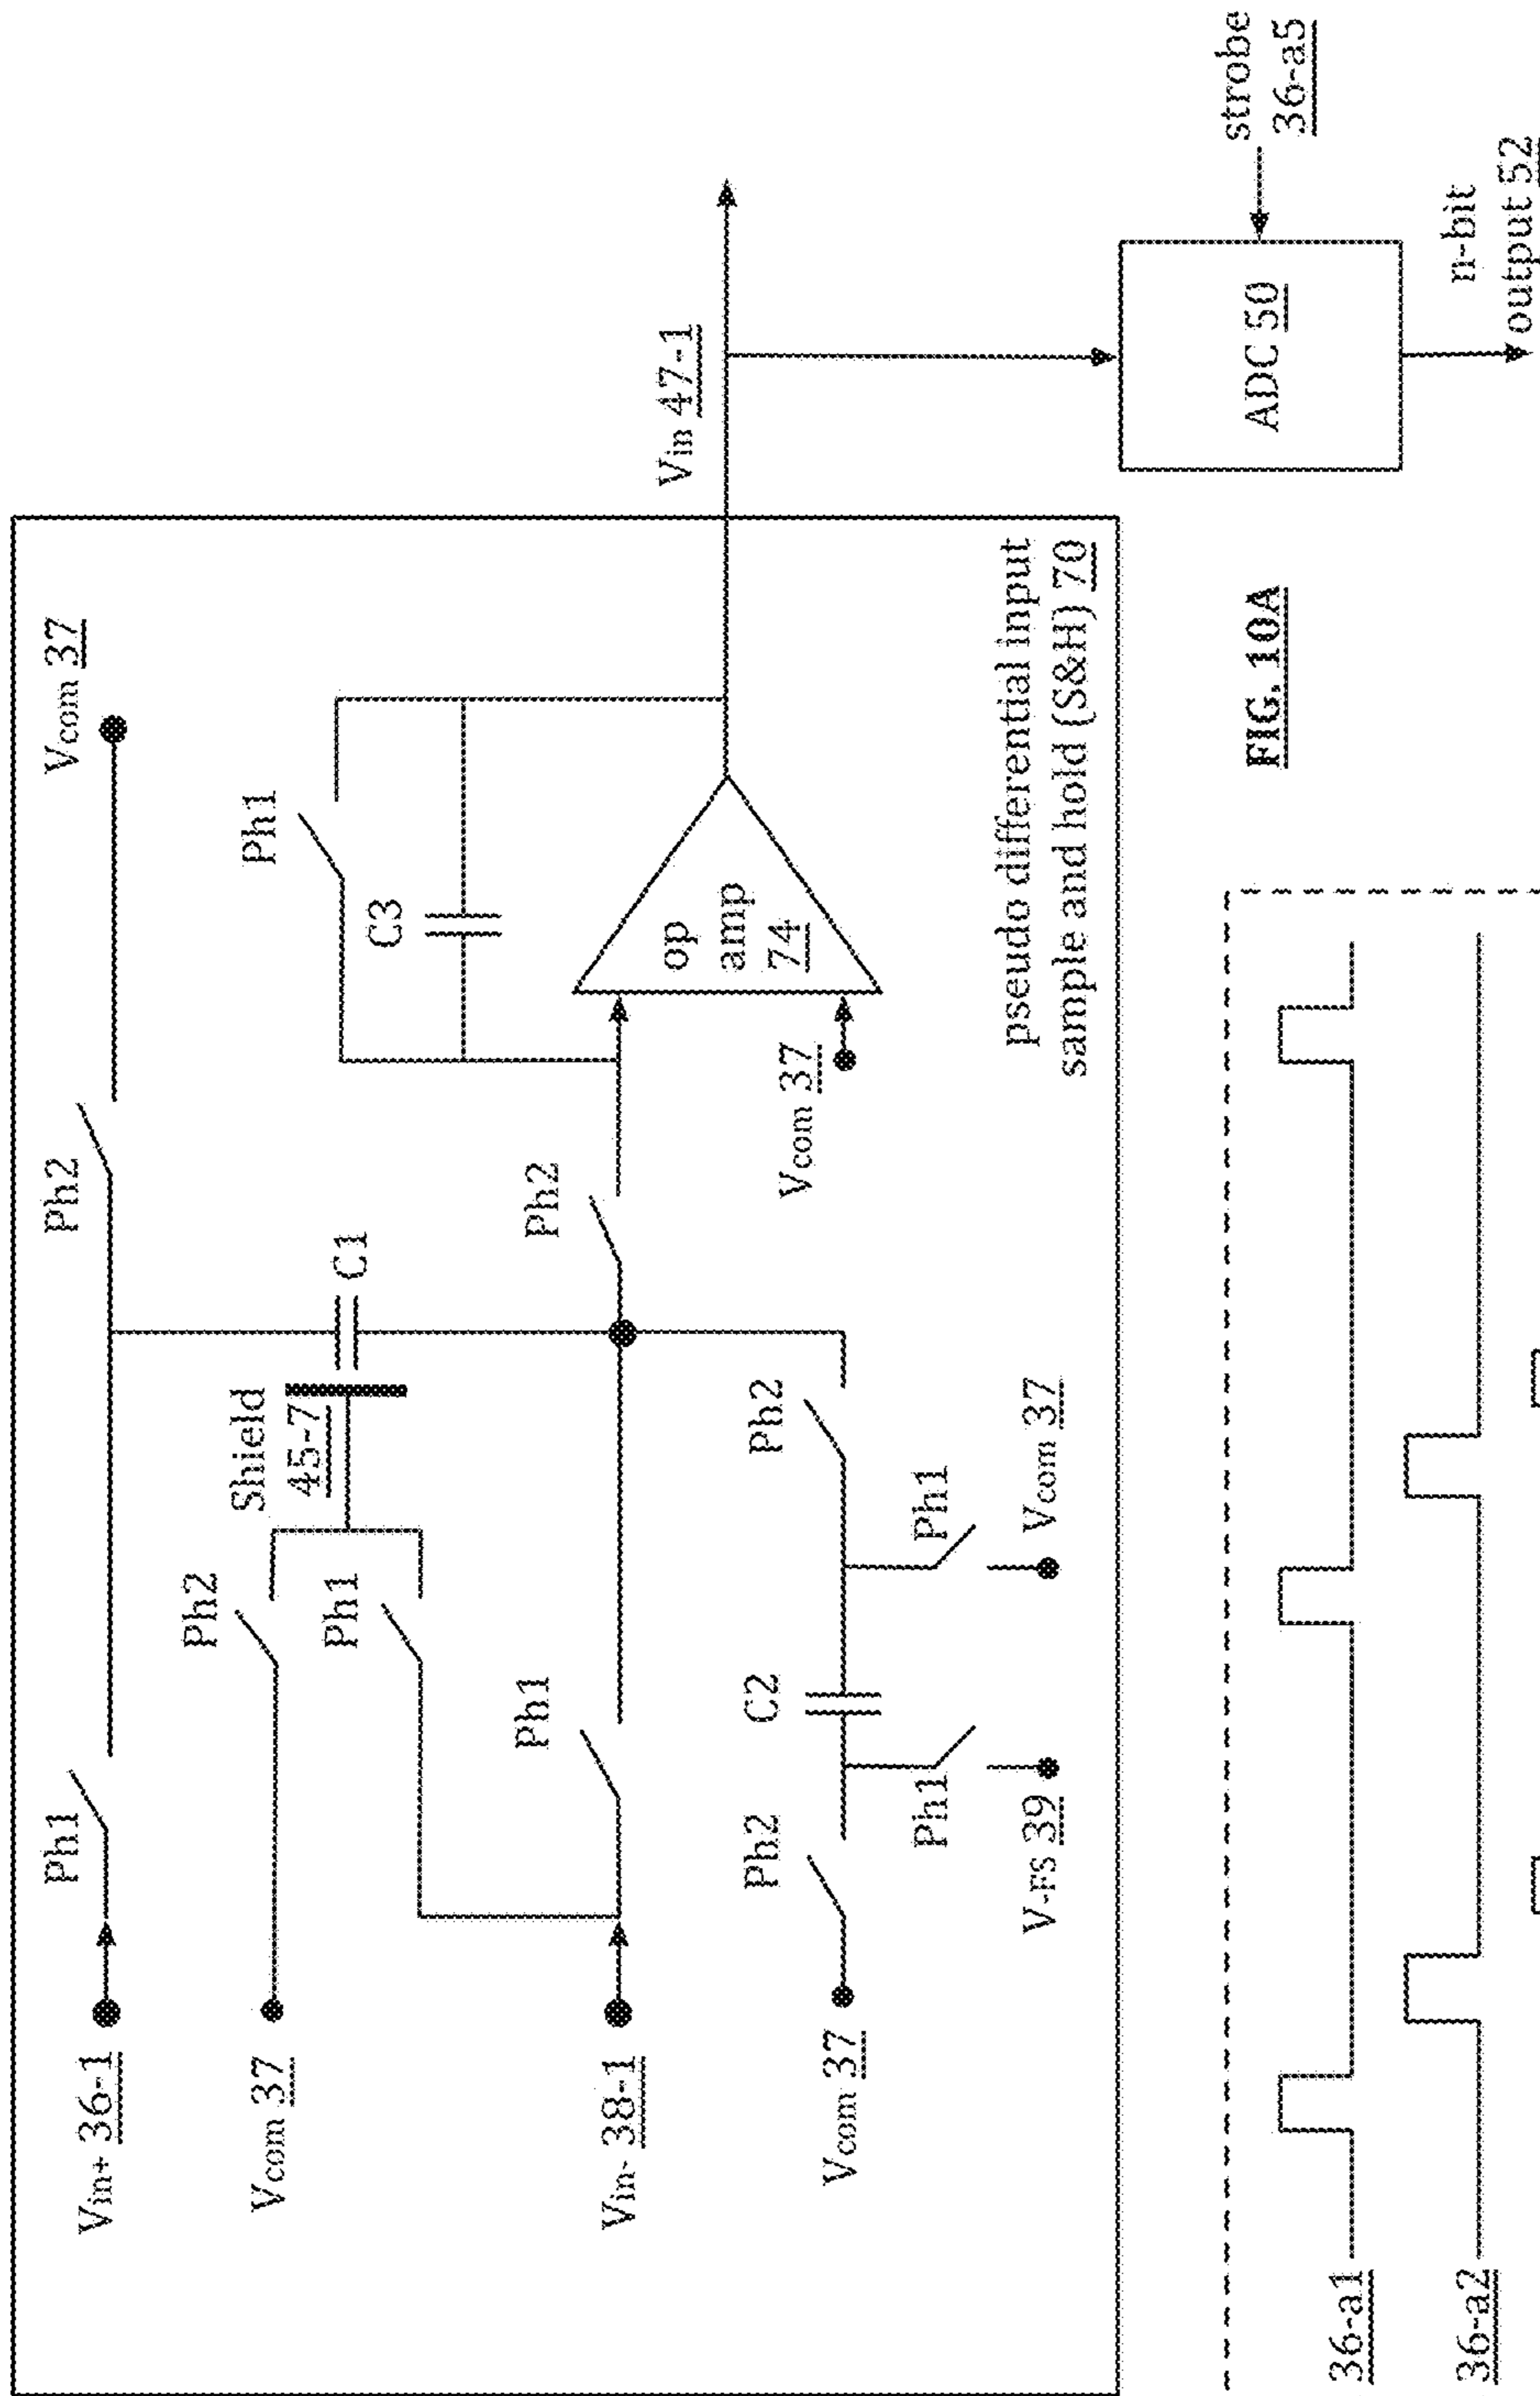 Vin+ 36-1
Ph1
Ph2
Vcom 37
Vcom 37
Ph2
Shield
45-7
C1
Ph1
Ph1
C3
Vin- 38-1
Ph1
Ph2
op
amp
74
Vcom 37
Vin 47-1
Vcom 37
Ph2
C2
Ph2
Ph1
Ph1
V-FS 39
Vcom 37
pseudo differential input
sample and hold (S&H) 70
ADC 50
strobe
36-a5
n-bit
output 52
FIG. 10A
36-a1
36-a2